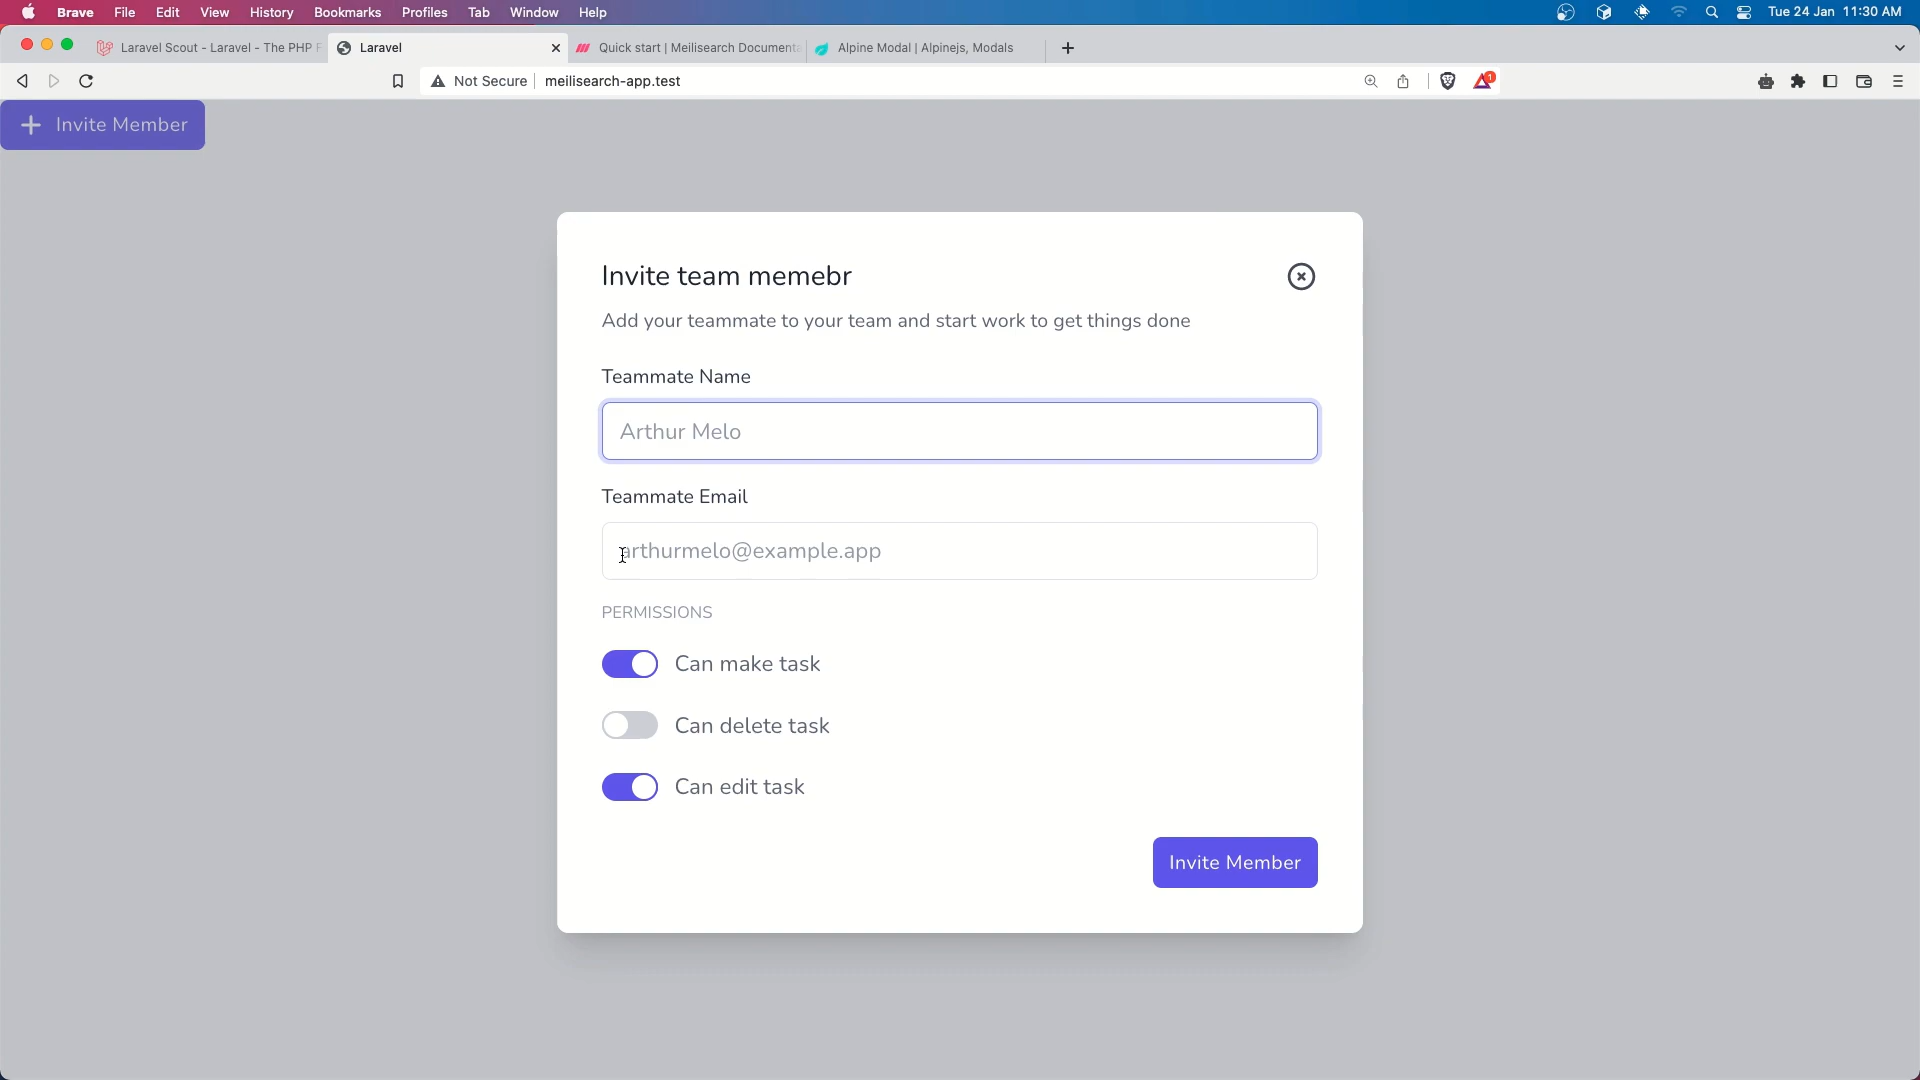 Brave File Edit View History Bookmarks Profiles Tab Window Help Tue 24 Jan 11:30 AM
Laravel Scout - Laravel - The PHP F Laravel Quick start | Meilisearch Documenta Alpine Modal | Alpinejs, Modals
Not Secure meilisearch-app.test 1
Invite Member
Invite team memebr
Add your teammate to your team and start work to get things done
Teammate Name
Arthur Melo
Teammate Email
arthurmelo@example.app
PERMISSIONS
Can make task
Can delete task
Can edit task
Invite Member